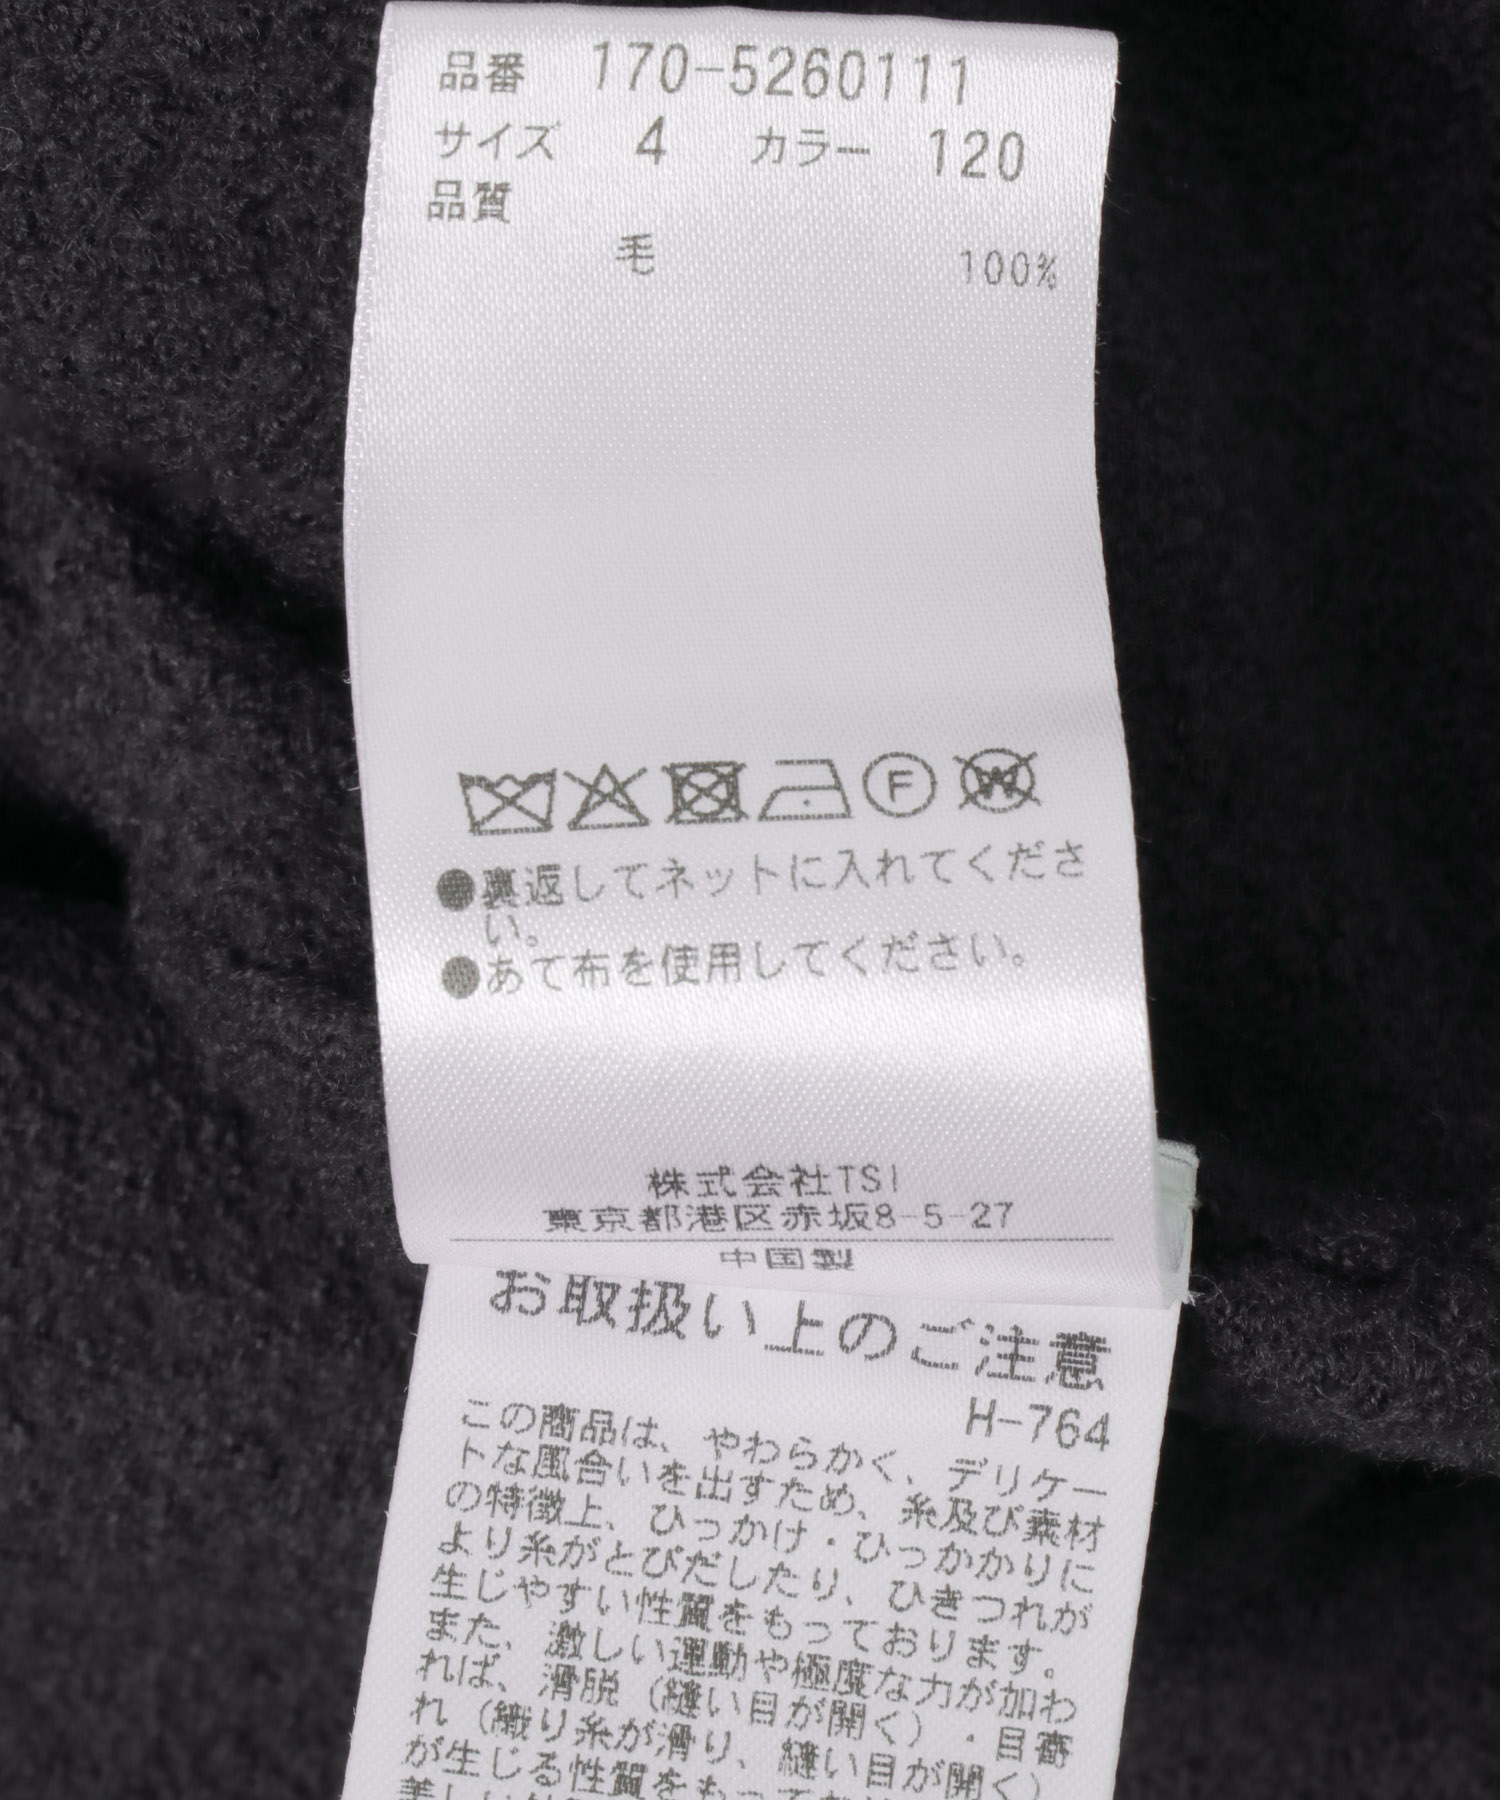 品番 170-5260111
サイズ 4 カラー 120
品質
毛 100%
F W
●裏返してネットに入れてくださ
い。
●あて布を使用してください。
株式会社TSI
東京都港区赤坂8-5-27
中国製
お取扱い上のご注意
H-764
この商品は、やわらかく、デリケー
トな風合いを出すため、糸及び素材
の特徴上、ひっかけ・ひっかかりに
より糸がとびだしたり、ひきつれが
生じやすい性質をもっております。
また、激しい運動や極度な力が加わ
れば、滑脱(縫い目が開く)・目寄
れ(織り糸が滑り、縫い目が開く)
が生じる性質をもって